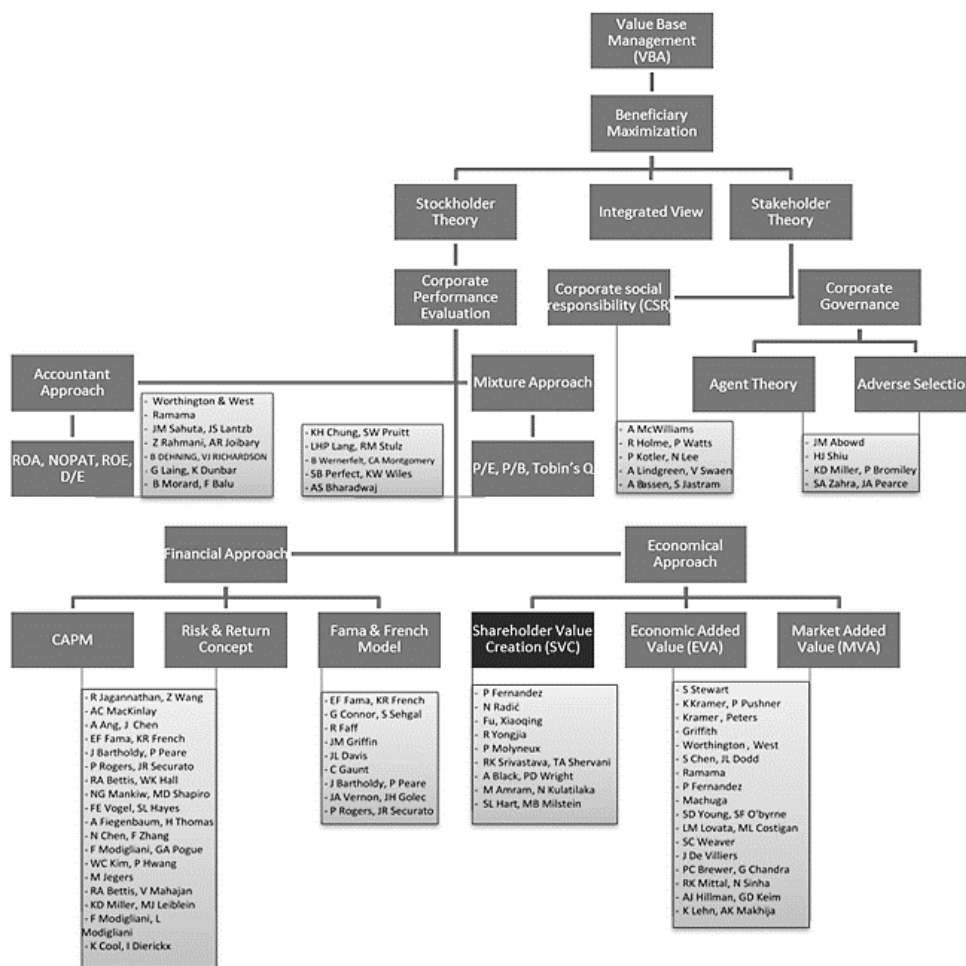 Value Base
Management
(VBA)
Beneficiary
Maximization
Stockholder
Theory
Integrated View
Stakeholder
Theory
Corporate
Performance
Evaluation
Corporate social
responsibility (CSR)
Corporate
Governance
Accountant
Approach
Mixture Approach
Agent Theory
Adverse Selection
ROA, NOPAT, ROE,
D/E
- Worthington & West
- Ramama
- JM Sahuta, JS Lantzb
- Z Rahmani, AR Joibary
- B DEHNING, VJ RICHARDSON
- G Laing, K Dunbar
- B Morard, F Balu
- KH Chung, SW Pruitt
- LHP Lang, RM Stulz
- B Wernerfelt, CA Montgomery
- SB Perfect, KW Wiles
- AS Bharadwaj
P/E, P/B, Tobin's Q
- A McWilliams
- R Holme, P Watts
- P Kotler, N Lee
- A Lindgreen, V Swaen
- A Bassen, S Jastram
- JM Abowd
- HJ Shiu
- KD Miller, P Bromiley
- SA Zahra, JA Pearce
Financial Approach
Economical
Approach
CAPM
Risk & Return
Concept
Fama & French
Model
Shareholder Value
Creation (SVC)
Economic Added
Value (EVA)
Market Added
Value (MVA)
- R Jagannathan, Z Wang
- AC MacKinlay
- A Ang, J Chen
- EF Fama, KR French
- J Bartholdy, P Peare
- P Rogers, JR Securato
- RA Bettis, WK Hall
- NG Mankiw, MD Shapiro
- FE Vogel, SL Hayes
- A Fiegenbaum, H Thomas
- N Chen, F Zhang
- F Modigliani, GA Pogue
- WC Kim, P Hwang
- M Jegers
- RA Bettis, V Mahajan
- KD Miller, MJ Leiblein
- F Modigliani, L
Modigliani
- K Cool, I Dierickx
- EF Fama, KR French
- G Connor, S Sehgal
- R Faff
- JM Griffin
- JL Davis
- C Gaunt
- J Bartholdy, P Peare
- JA Vernon, JH Golec
- P Rogers, JR Securato
- P Fernandez
- N Radić
- Fu, Xiaoqing
- R Yongjia
- P Molyneux
- RK Srivastava, TA Shervani
- A Black, PD Wright
- M Amram, N Kulatilaka
- SL Hart, MB Milstein
- S Stewart
- K Kramer, P Pushner
- Kramer, Peters
- Griffith
- Worthington, West
- S Chen, JL Dodd
- Ramama
- P Fernandez
- Machuga
- SD Young, SF O'byrne
- LM Lovata, ML Costigan
- SC Weaver
- J De Villiers
- PC Brewer, G Chandra
- RK Mittal, N Sinha
- AJ Hillman, GD Keim
- K Lehn, AK Makhija